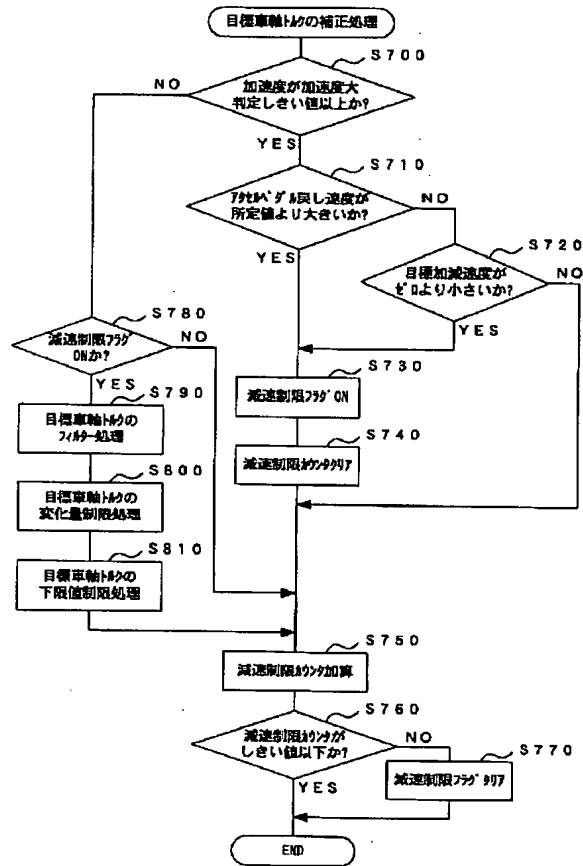 目標車軸ﾄﾙｸの補正処理
S700
加速度が加速度大
判定しきい値以上か?
NO
YES
S710
ｱｸｾﾙﾍﾟﾀﾞﾙ戻し速度が
所定値より大きいか?
NO
YES
S720
目標加減速度が
ｾﾞﾛより小さいか?
NO
YES
S780
減速制限ﾌﾗｸﾞ
ONか?
NO
YES
S730
減速制限ﾌﾗｸﾞON
S790
目標車軸ﾄﾙｸの
ﾌｨﾙﾀｰ処理
S740
減速制限ｶｳﾝﾀｸﾘｱ
S800
目標車軸ﾄﾙｸの
変化量制限処理
S810
目標車軸ﾄﾙｸの
下限値制限処理
S750
減速制限ｶｳﾝﾀ加算
S760
減速制限ｶｳﾝﾀが
しきい値以下か?
NO
YES
S770
減速制限ﾌﾗｸﾞｸﾘｱ
END